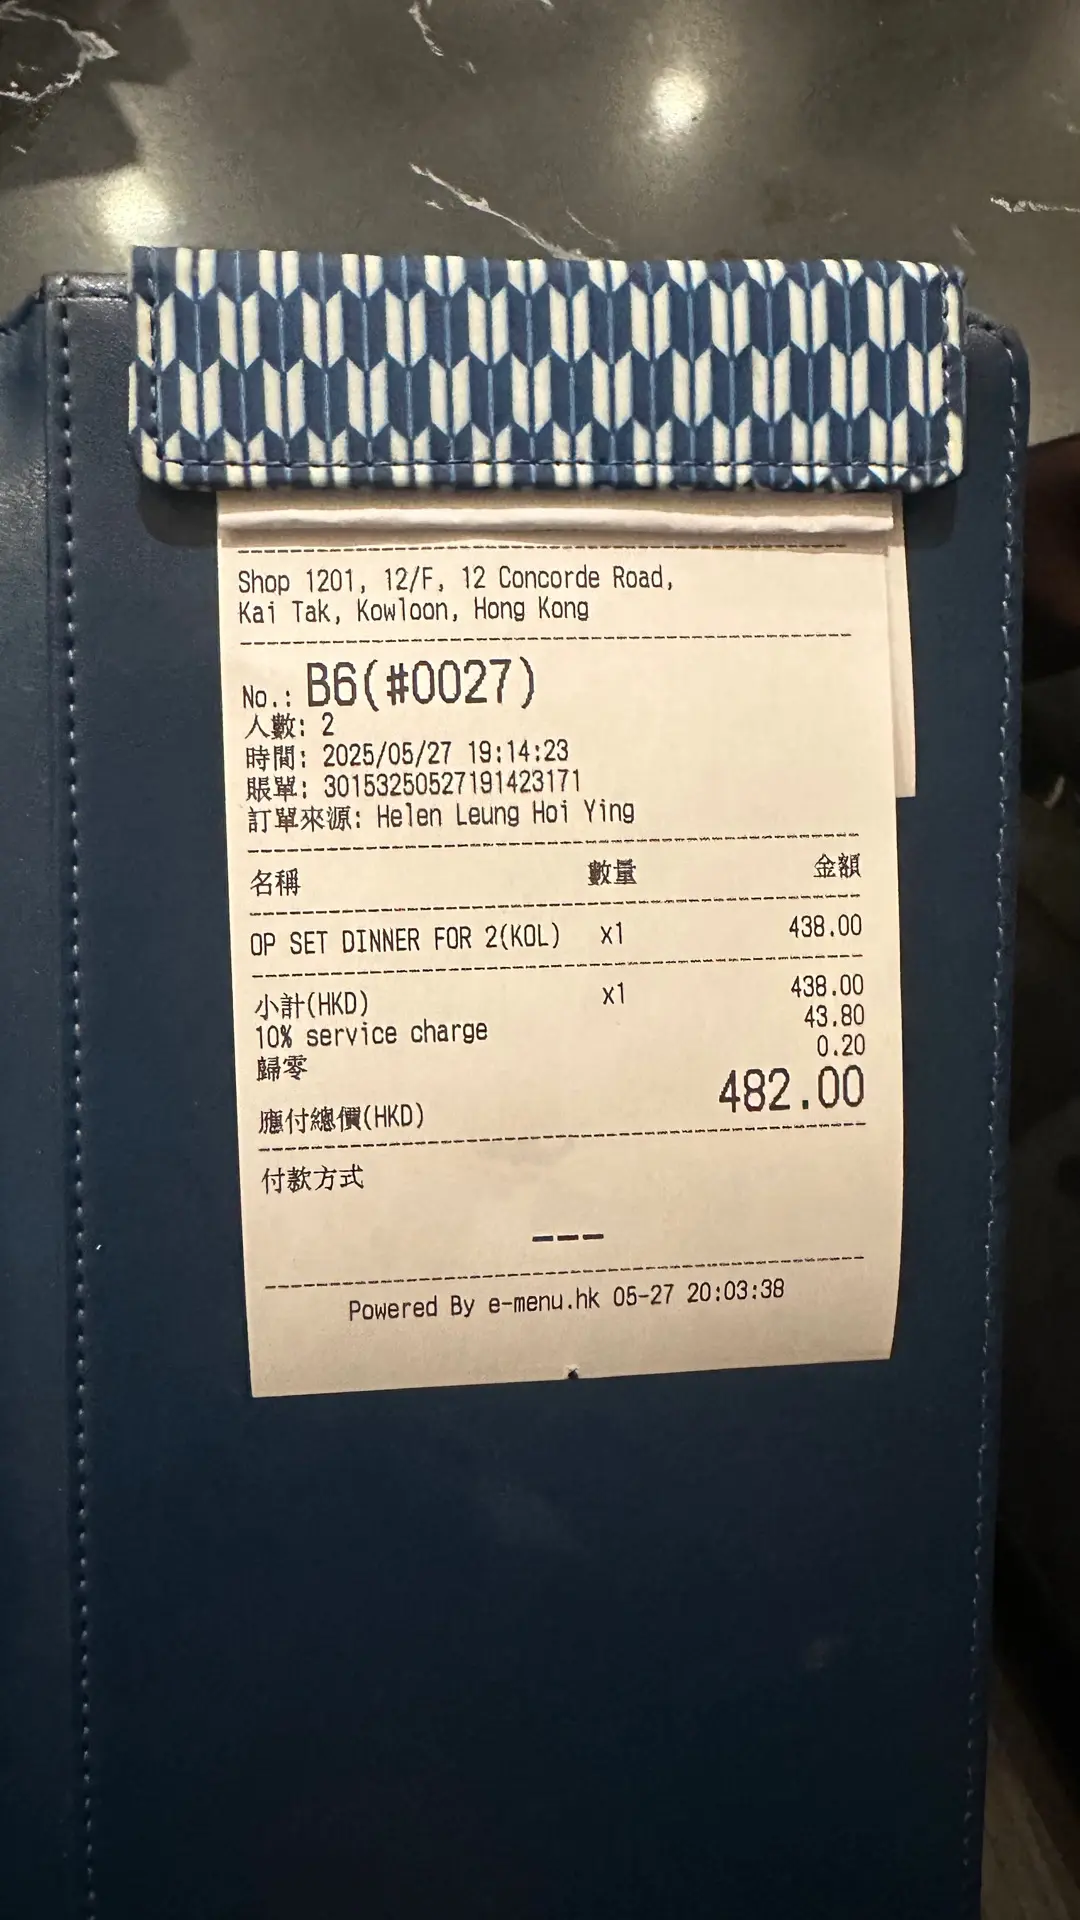 Shop 1201, 12/F, 12 Concorde Road,
Kai Tak, Kowloon, Hong Kong
No.: B6(#0027)
人數: 2
時間: 2025/05/27 19:14:23
賬單: 30153250527191423171
訂單來源: Helen Leung Hoi Ying
名稱 數量 金額
OP SET DINNER FOR 2(KOL) x1 438.00
小計(HKD) x1 438.00
10% service charge 43.80
歸零 0.20
應付總價(HKD) 482.00
付款方式
---
Powered By e-menu.hk 05-27 20:03:38